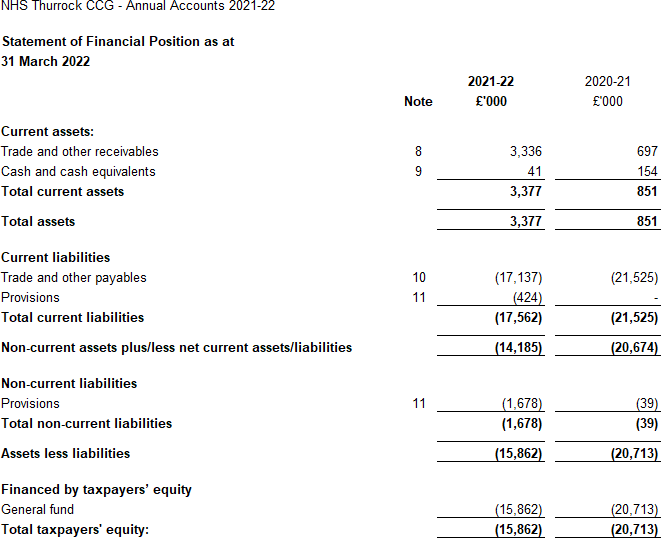 NHS Thurrock CCG - Annual Accounts 2021-22
Statement of Financial Position as at
31 March 2022
2021-22 2020-21
Note £'000 £'000
Current assets:
Trade and other receivables 8 3,336 697
Cash and cash equivalents 9 41 154
Total current assets 3,377 851
Total assets 3,377 851
Current liabilities
Trade and other payables 10 (17,137) (21,525)
Provisions 11 (424) -
Total current liabilities (17,562) (21,525)
Non-current assets plus/less net current assets/liabilities (14,185) (20,674)
Non-current liabilities
Provisions 11 (1,678) (39)
Total non-current liabilities (1,678) (39)
Assets less liabilities (15,862) (20,713)
Financed by taxpayers’ equity
General fund (15,862) (20,713)
Total taxpayers' equity: (15,862) (20,713)